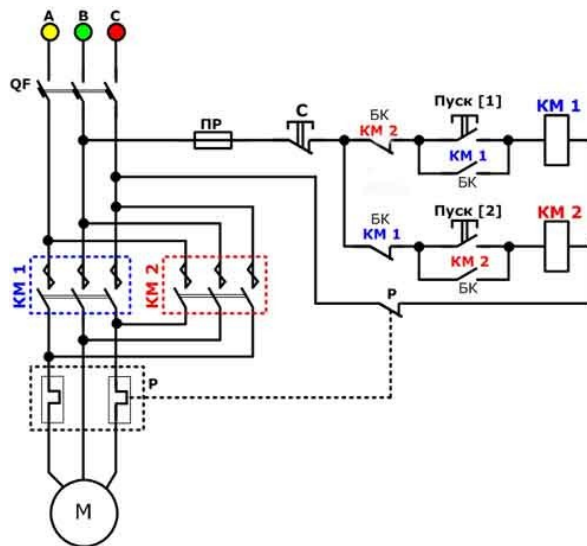 A B C
QF
ПР
С
БК
КМ 2
Пуск [1]
КМ 1
БК
КМ 1
БК
КМ 1
Пуск [2]
КМ 2
БК
КМ 2
КМ 1
КМ 2
Р
Р
М